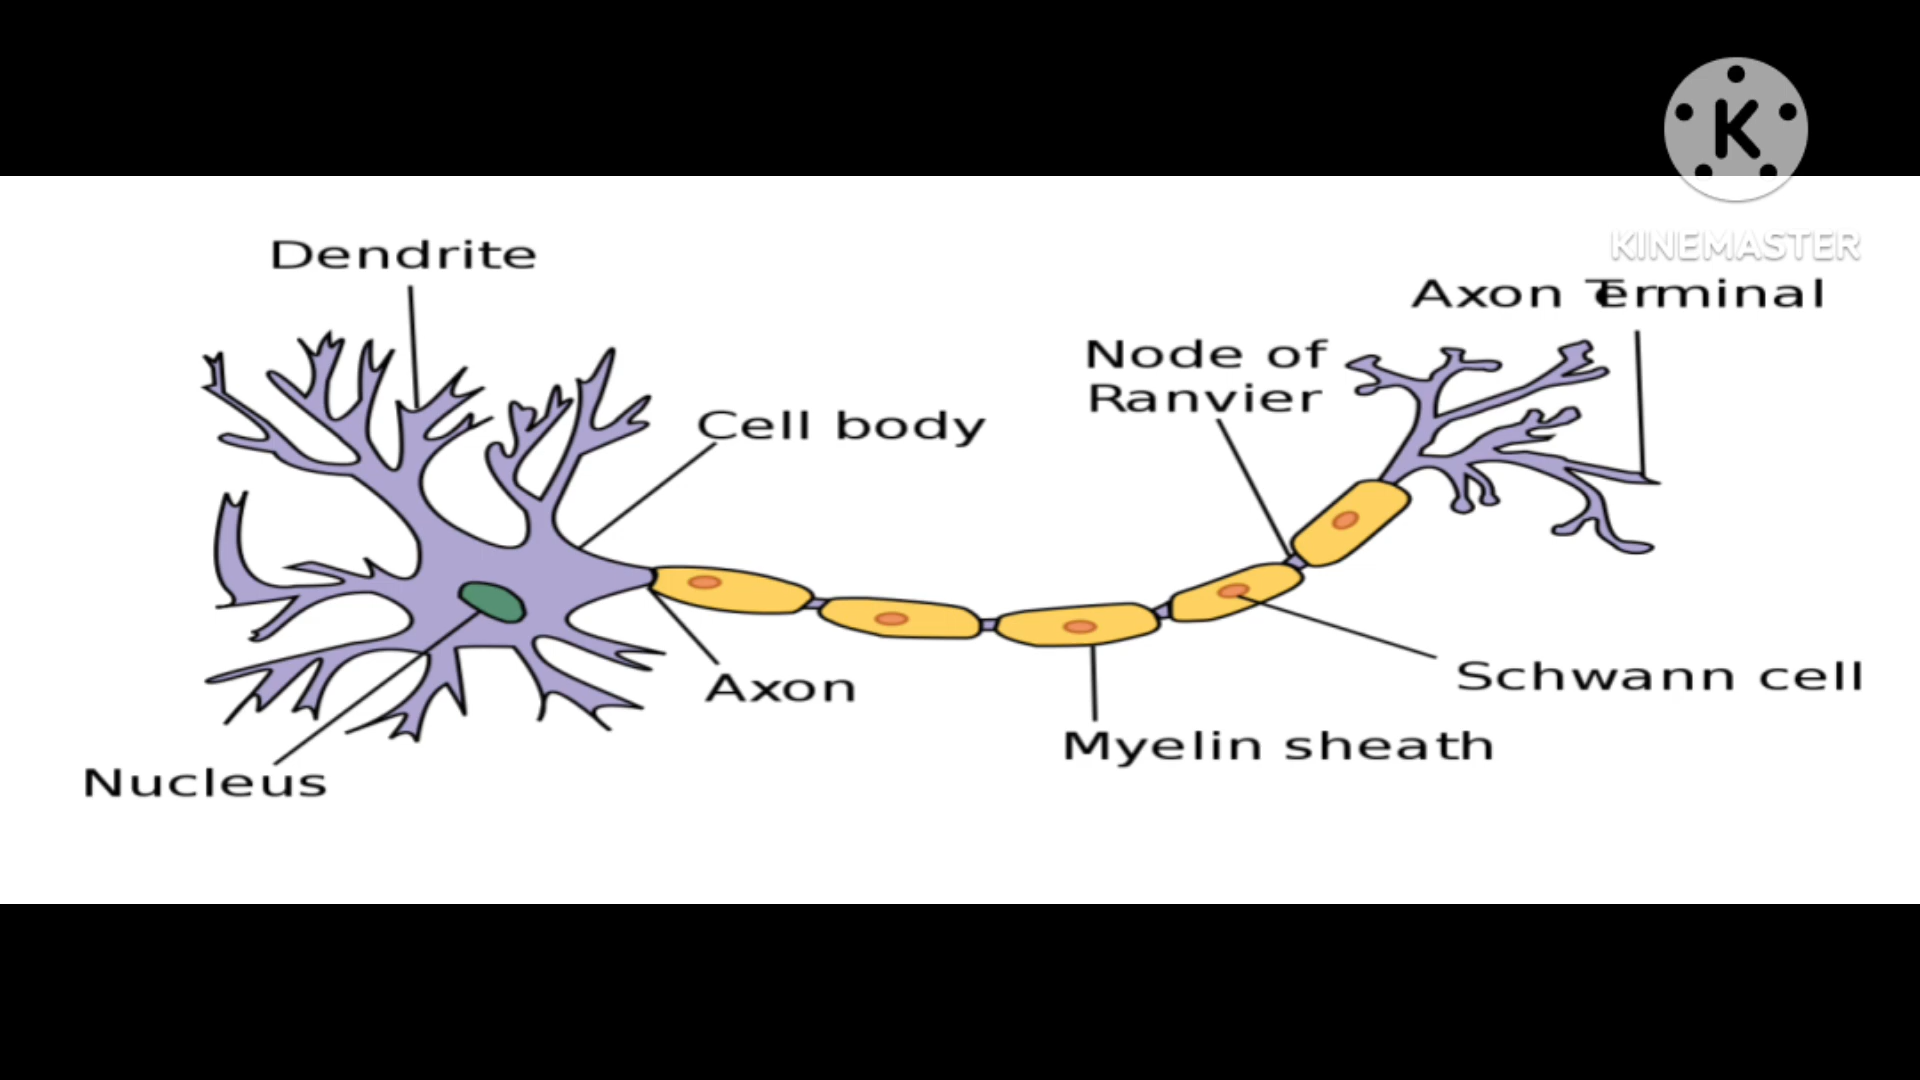 K
KINEMASTER
Dendrite
Axon Terminal
Node of
Ranvier
Cell body
Schwann cell
Axon
Myelin sheath
Nucleus